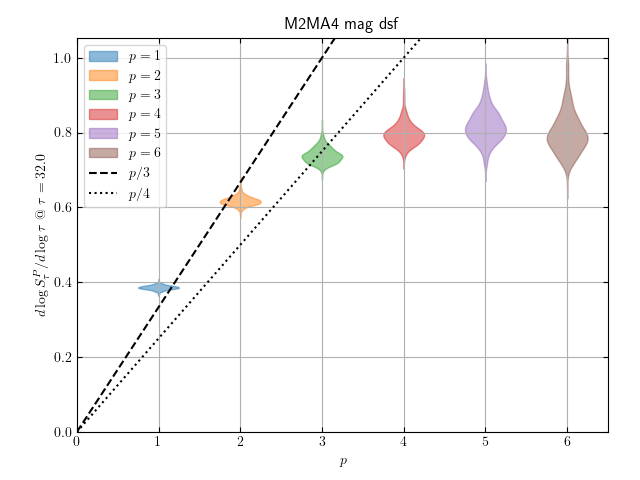 M2MA4 mag dsf
d log S_τ^P / d log τ @ τ = 32.0
1.0
0.8
0.6
0.4
0.2
0.0
p = 1
p = 2
p = 3
p = 4
p = 5
p = 6
p/3
p/4
0 1 2 3 4 5 6
p